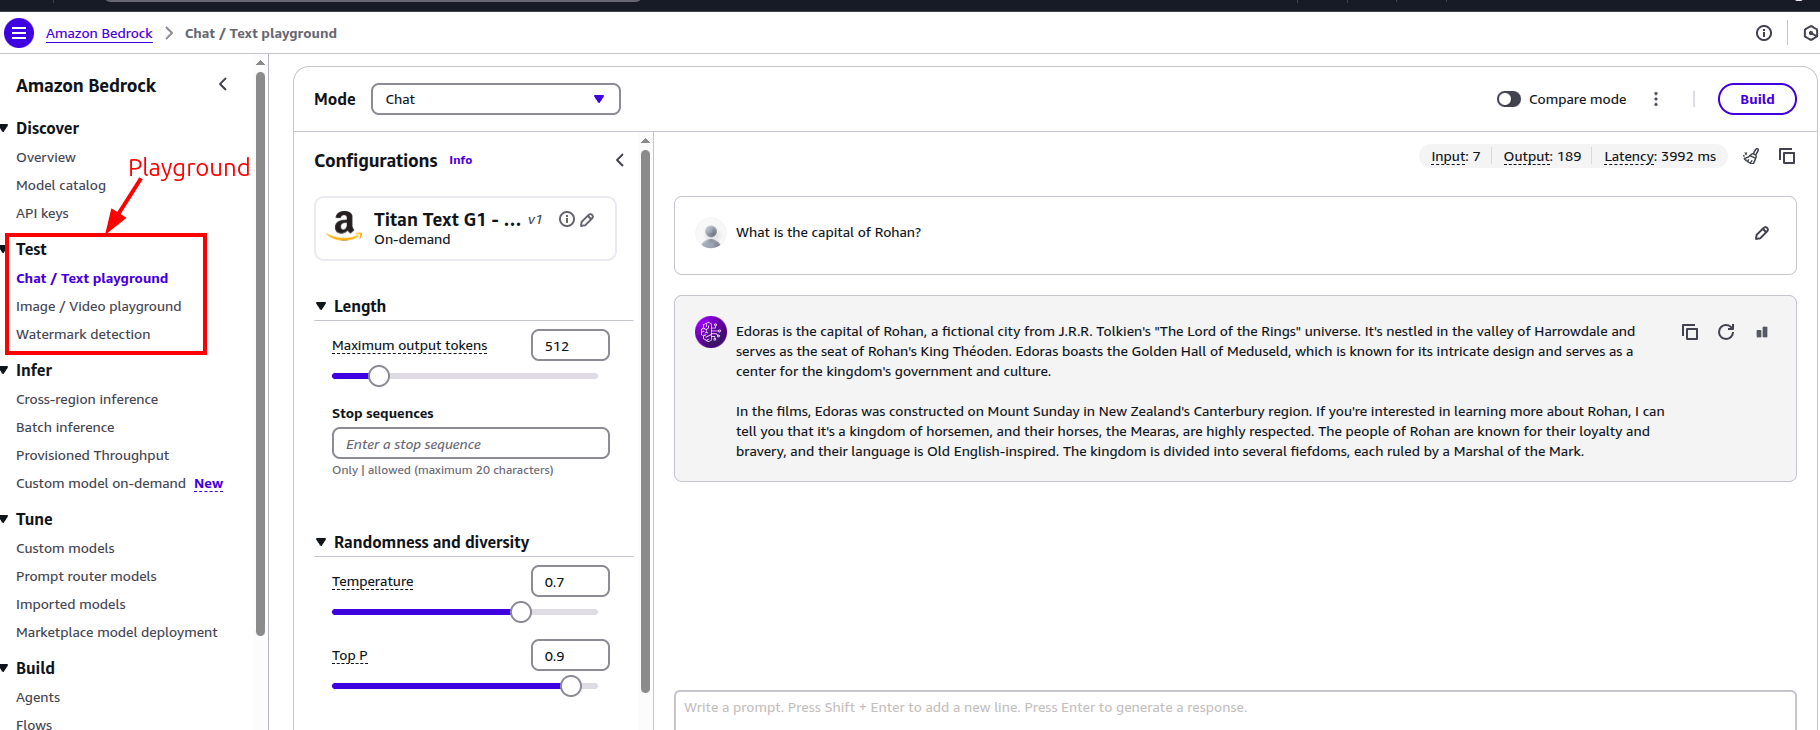 Amazon Bedrock > Chat / Text playground
Amazon Bedrock
Discover
Overview
Playground
Model catalog
API keys
Test
Chat / Text playground
Image / Video playground
Watermark detection
Infer
Cross-region inference
Batch inference
Provisioned Throughput
Custom model on-demand New
Tune
Custom models
Prompt router models
Imported models
Marketplace model deployment
Build
Agents
Flows
Mode Chat
Compare mode
Build
Configurations Info
Titan Text G1 - ... v1
On-demand
Length
Maximum output tokens 512
Stop sequences
Enter a stop sequence
Only | allowed (maximum 20 characters)
Randomness and diversity
Temperature 0.7
Top P 0.9
Input: 7 Output: 189 Latency: 3992 ms
What is the capital of Rohan?
Edoras is the capital of Rohan, a fictional city from J.R.R. Tolkien's "The Lord of the Rings" universe. It's nestled in the valley of Harrowdale and
serves as the seat of Rohan's King Théoden. Edoras boasts the Golden Hall of Meduseld, which is known for its intricate design and serves as a
center for the kingdom's government and culture.
In the films, Edoras was constructed on Mount Sunday in New Zealand's Canterbury region. If you're interested in learning more about Rohan, I can
tell you that it's a kingdom of horsemen, and their horses, the Mearas, are highly respected. The people of Rohan are known for their loyalty and
bravery, and their language is Old English-inspired. The kingdom is divided into several fiefdoms, each ruled by a Marshal of the Mark.
Write a prompt. Press Shift + Enter to add a new line. Press Enter to generate a response.